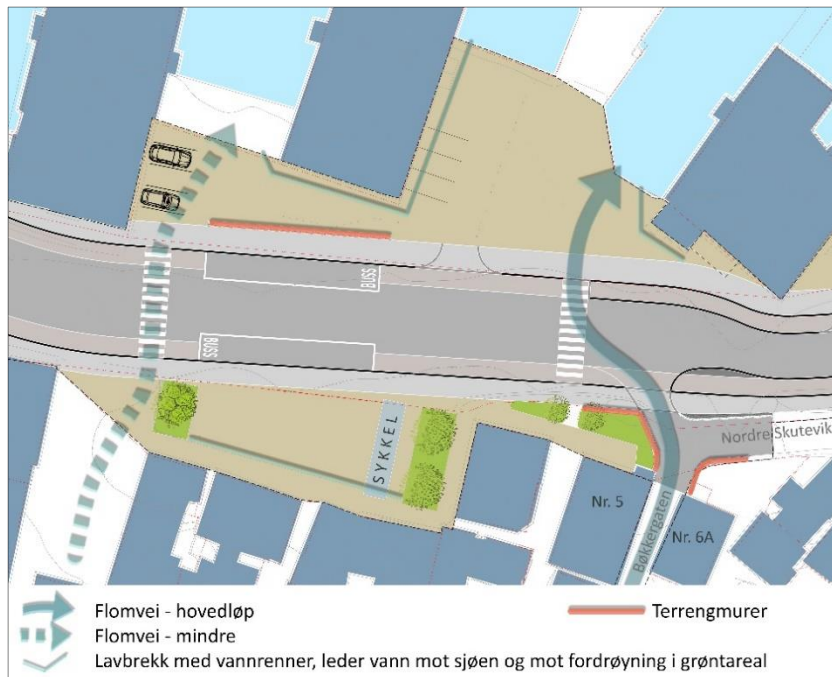 BUSS
BUSS
SYKKEL
Nordre Skutevik
Nr. 5
Nr. 6A
Bøkkergaten
Flomvei - hovedløp
Terrengmurer
Flomvei - mindre
Lavbrekk med vannrenner, leder vann mot sjøen og mot fordrøyning i grøntareal